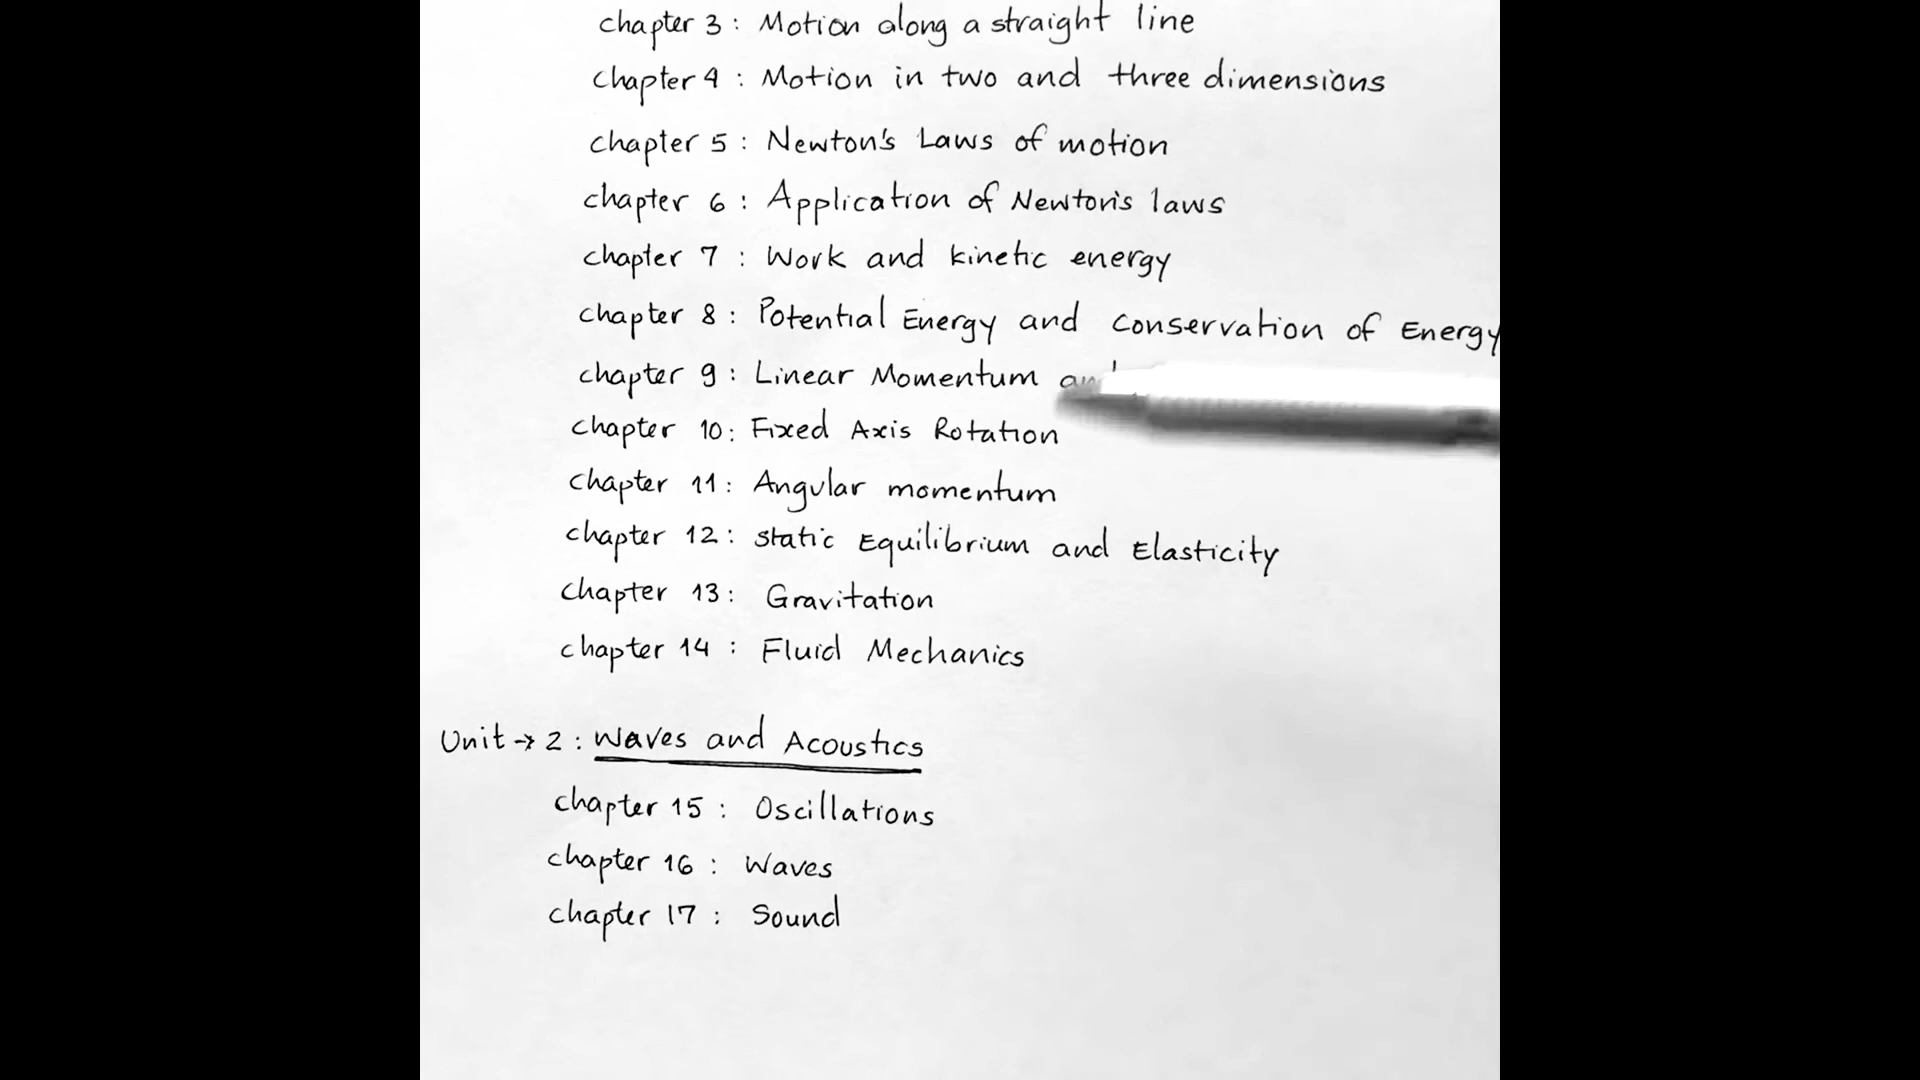 chapter 3 : Motion along a straight line
chapter 4 : Motion in two and three dimensions
chapter 5 : Newton's Laws of motion
chapter 6 : Application of Newton's laws
chapter 7 : Work and kinetic energy
chapter 8 : Potential Energy and conservation of Energy
chapter 9 : Linear Momentum and
chapter 10 : Fixed Axis Rotation
chapter 11 : Angular momentum
chapter 12 : Static Equilibrium and Elasticity
chapter 13 : Gravitation
chapter 14 : Fluid Mechanics
Unit → 2 : Waves and Acoustics
chapter 15 : Oscillations
chapter 16 : Waves
chapter 17 : Sound